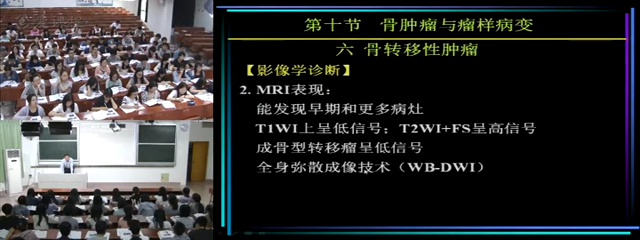 第十节　骨肿瘤与瘤样病变
六 骨转移性肿瘤
【影像学诊断】
2. MRI表现：
能发现早期和更多病灶
T1WI上呈低信号；T2WI+FS呈高信号
成骨型转移瘤呈低信号
全身弥散成像技术（WB-DWI）